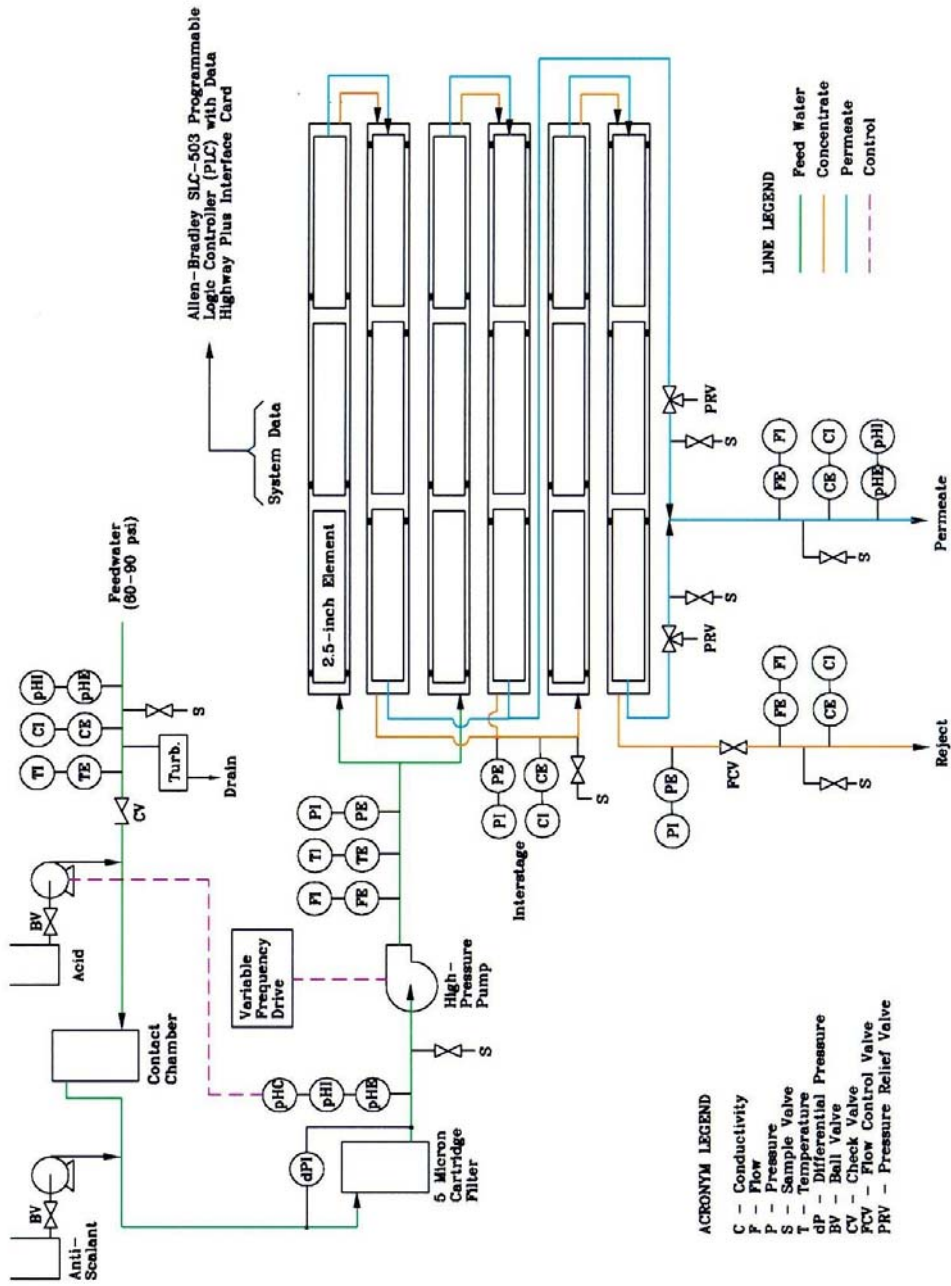 Allen-Bradley SLC-503 Programmable
Logic Controller (PLC) with Data
Highway Plus Interface Card
System Data
Feedwater
(60-90 psi)
pHI
pHE
CI
CE
TI
TE
S
Turb.
Drain
CV
BV
Acid
Contact
Chamber
BV
Anti-
Scalant
dPI
5 Micron
Cartridge
Filter
pHC
pHI
pHE
S
Variable
Frequency
Drive
High-
Pressure
Pump
FI
FE
TI
TE
PI
PE
2.5-inch Element
PI
PE
CI
CE
S
Interstage
PI
PE
FCV
FE
FI
CE
CI
S
Reject
PRV
S
PRV
S
FE
FI
CE
CI
pHE
pHI
S
Permeate
LINE LEGEND
Feed Water
Concentrate
Permeate
Control
ACRONYM LEGEND
C - Conductivity
F - Flow
P - Pressure
S - Sample Valve
T - Temperature
dP - Differential Pressure
BV - Ball Valve
CV - Check Valve
FCV - Flow Control Valve
PRV - Pressure Relief Valve